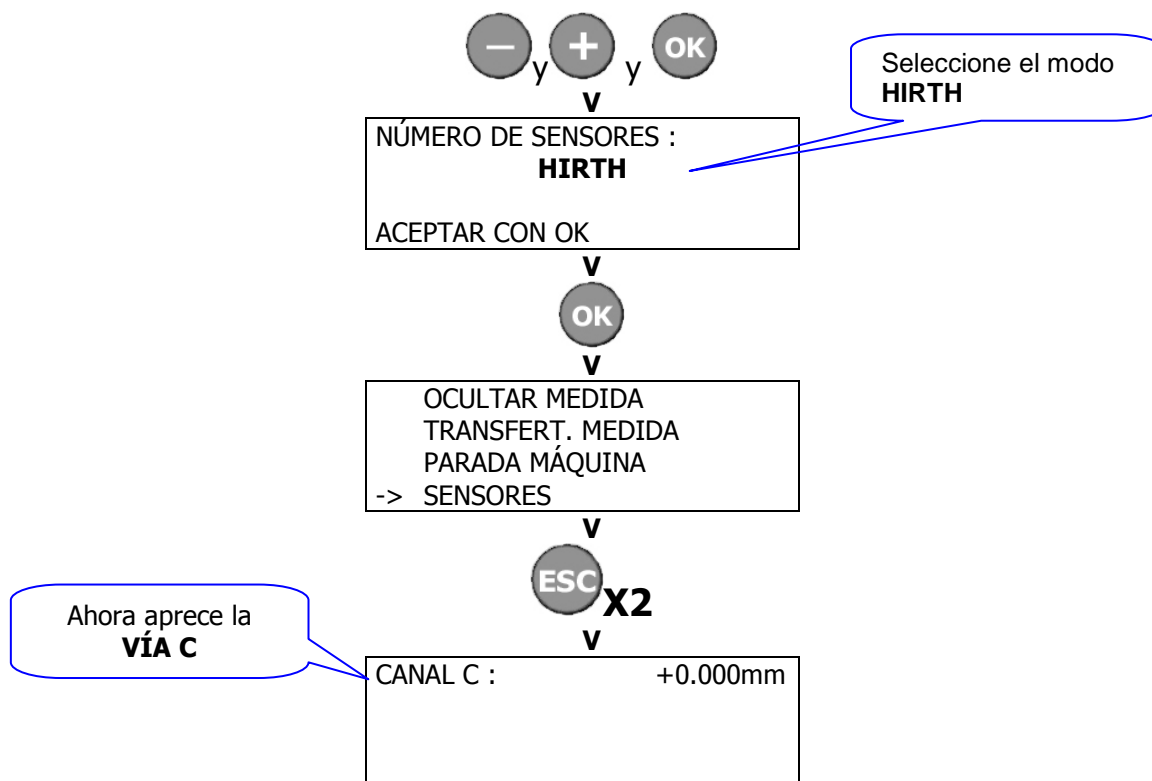 − y + y OK
Seleccione el modo
HIRTH
v
NÚMERO DE SENSORES :
HIRTH
ACEPTAR CON OK
v
OK
v
OCULTAR MEDIDA
TRANSFERT. MEDIDA
PARADA MÁQUINA
-> SENSORES
v
ESC X2
v
Ahora aprece la
VÍA C
CANAL C : +0.000mm